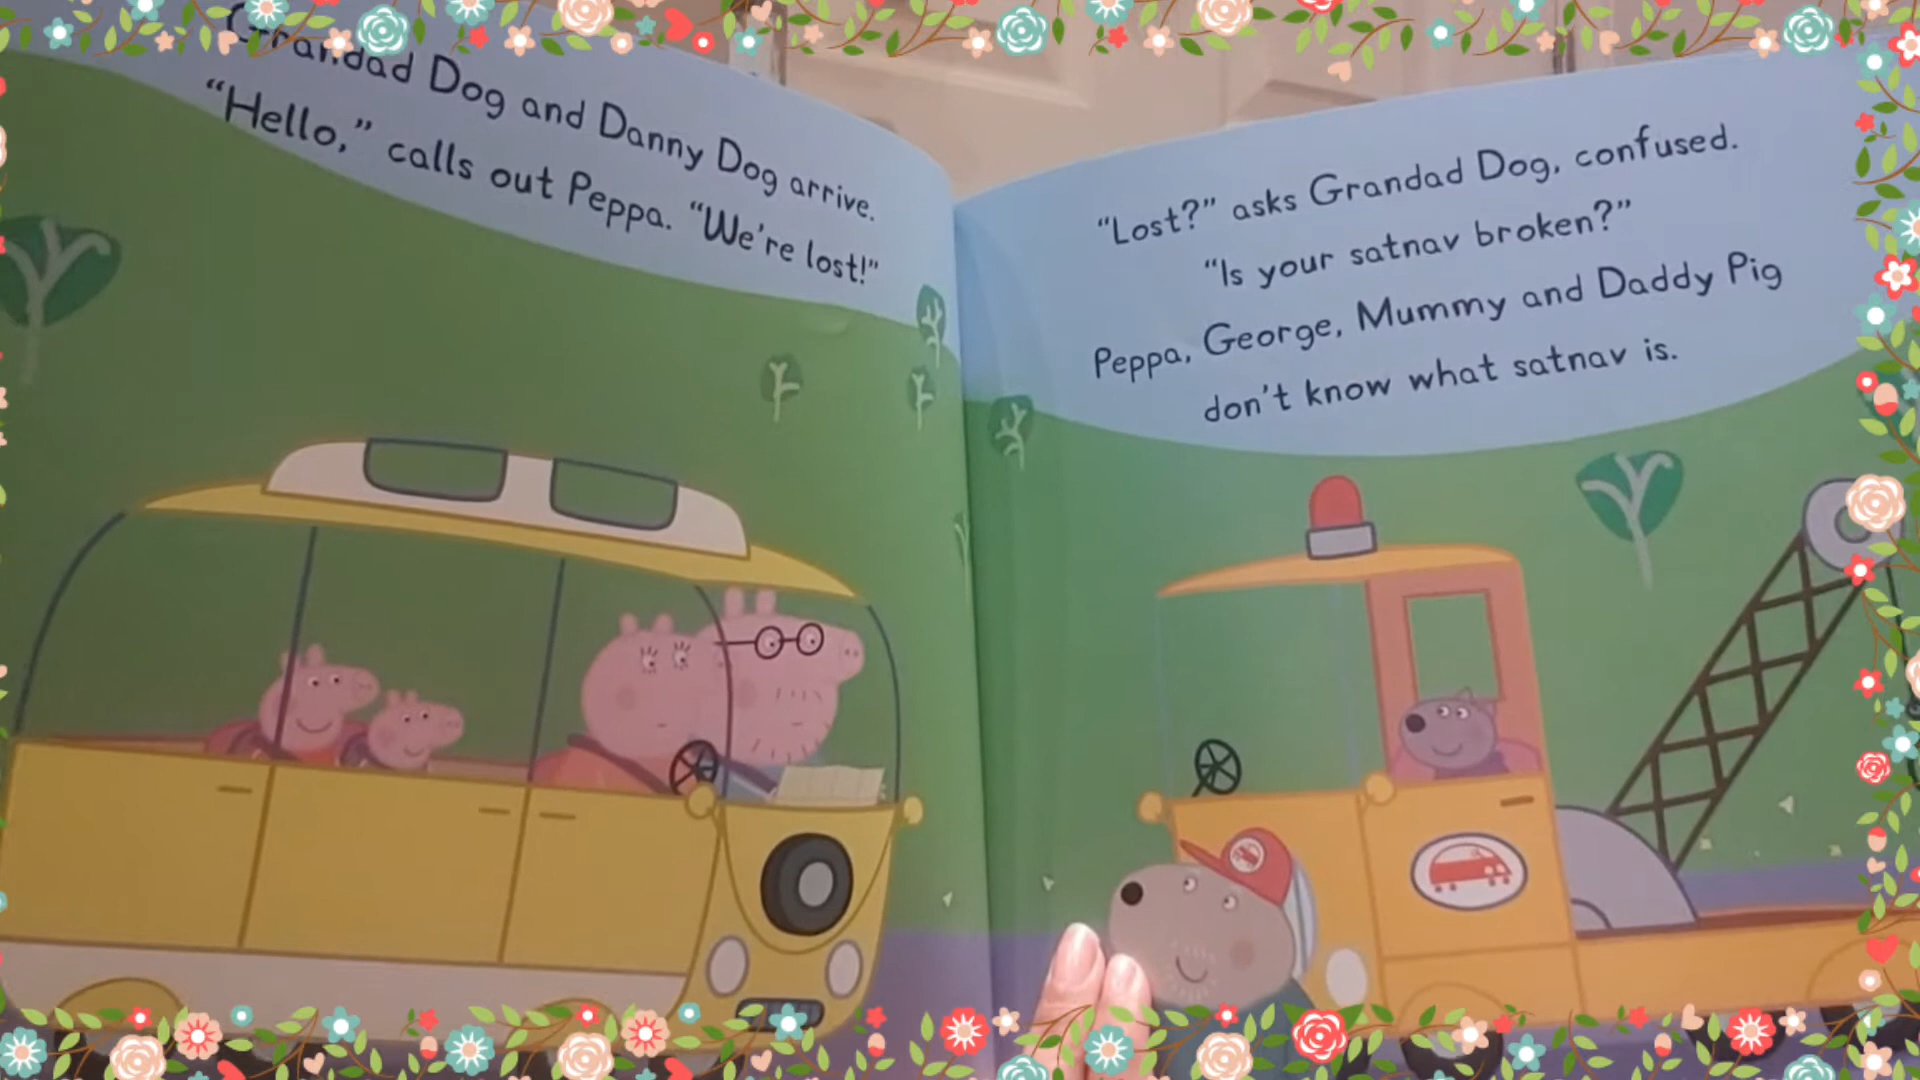 Grandad Dog and Danny Dog arrive.
“Hello,” calls out Peppa. “We're lost!”
“Lost?” asks Grandad Dog, confused.
“Is your satnav broken?”
Peppa, George, Mummy and Daddy Pig
don't know what satnav is.